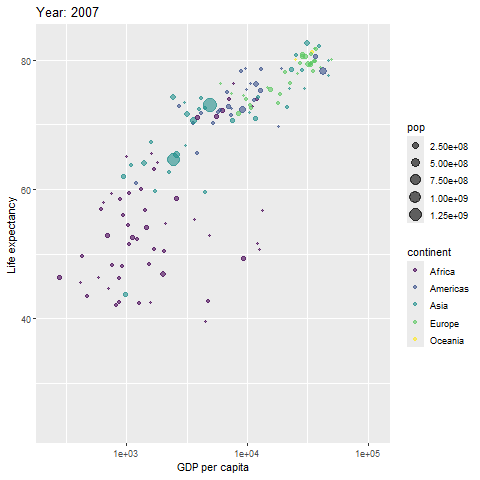 Year: 2007
Life expectancy
80
60
40
1e+03
1e+04
1e+05
GDP per capita
pop
2.50e+08
5.00e+08
7.50e+08
1.00e+09
1.25e+09
continent
Africa
Americas
Asia
Europe
Oceania